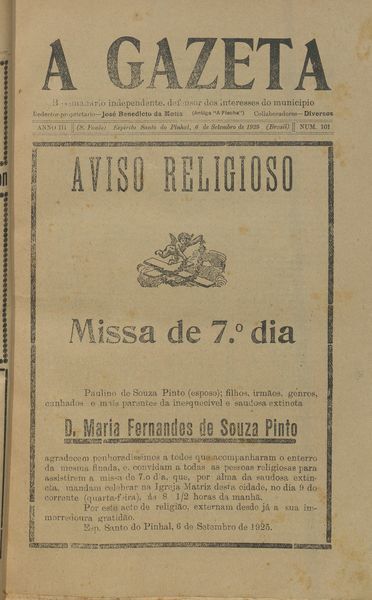 A GAZETA
Bi-semanario independente, defensor dos interesses do municipio
Redactor-proprietario—José Benedicto da Motta (Antiga "A Flecha") Collaboradores—Diversos
ANNO III (S. Paulo) Espirito Santo do Pinhal, 6 de Setembro de 1925 (Brasil) NUM. 101
AVISO RELIGIOSO
Missa de 7.º dia
Paulino de Souza Pinto (esposo); filhos, irmãos, genros,
cunhados e mais parentes da inesquecivel e saudosa extincta
D. Maria Fernandes de Souza Pinto
agradecem penhoradissimos a todos que acompanharam o enterro
da mesma finada, e, convidam a todas as pessoas religiosas para
assistirem a missa de 7.o dia, que, por alma da saudosa extin-
cta, mandam celebrar na Igreja Matriz desta cidade, no dia 9 do
corrente (quarta-feira), ás 8 1/2 horas da manhã.
Por este acto de religião, externam desde já a sua im-
morredoura gratidão.
Esp. Santo do Pinhal, 6 de Setembro de 1925.